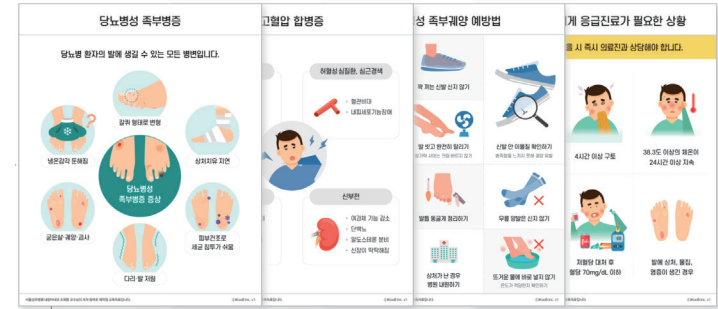 당뇨병성 족부병증
당뇨병 환자의 발에 생길 수 있는 모든 병변입니다.
갈퀴 형태로 변형
냉온감각 둔해짐
상처치유 지연
당뇨병성
족부병증 증상
굳은살·궤양·괴사
피부건조로
세균 침투가 쉬움
다리·발 저림
고혈압 합병증
허혈성 심질환, 심근경색
혈관비대
내피세포기능장애
신부전
여과제 기능 감소
단백뇨
알도스테론 분비
신장이 딱딱해짐
성 족부궤양 예방법
꽉 끼는 신발 신지 않기
발 씻고 완전히 말리기
신발 안 이물질 확인하기
발톱 둥글게 정리하기
무릎 양말은 신지 않기
상처가 난 경우
병원 내원하기
뜨거운 물에 바로 넣지 않기
게 응급진료가 필요한 상황
시 즉시 의료진과 상담해야 합니다.
4시간 이상 구토
38.3도 이상의 체온이
24시간 이상 지속
저혈당 대처 후
혈당 70mg/dL 이하
발에 상처, 물집,
염증이 생긴 경우